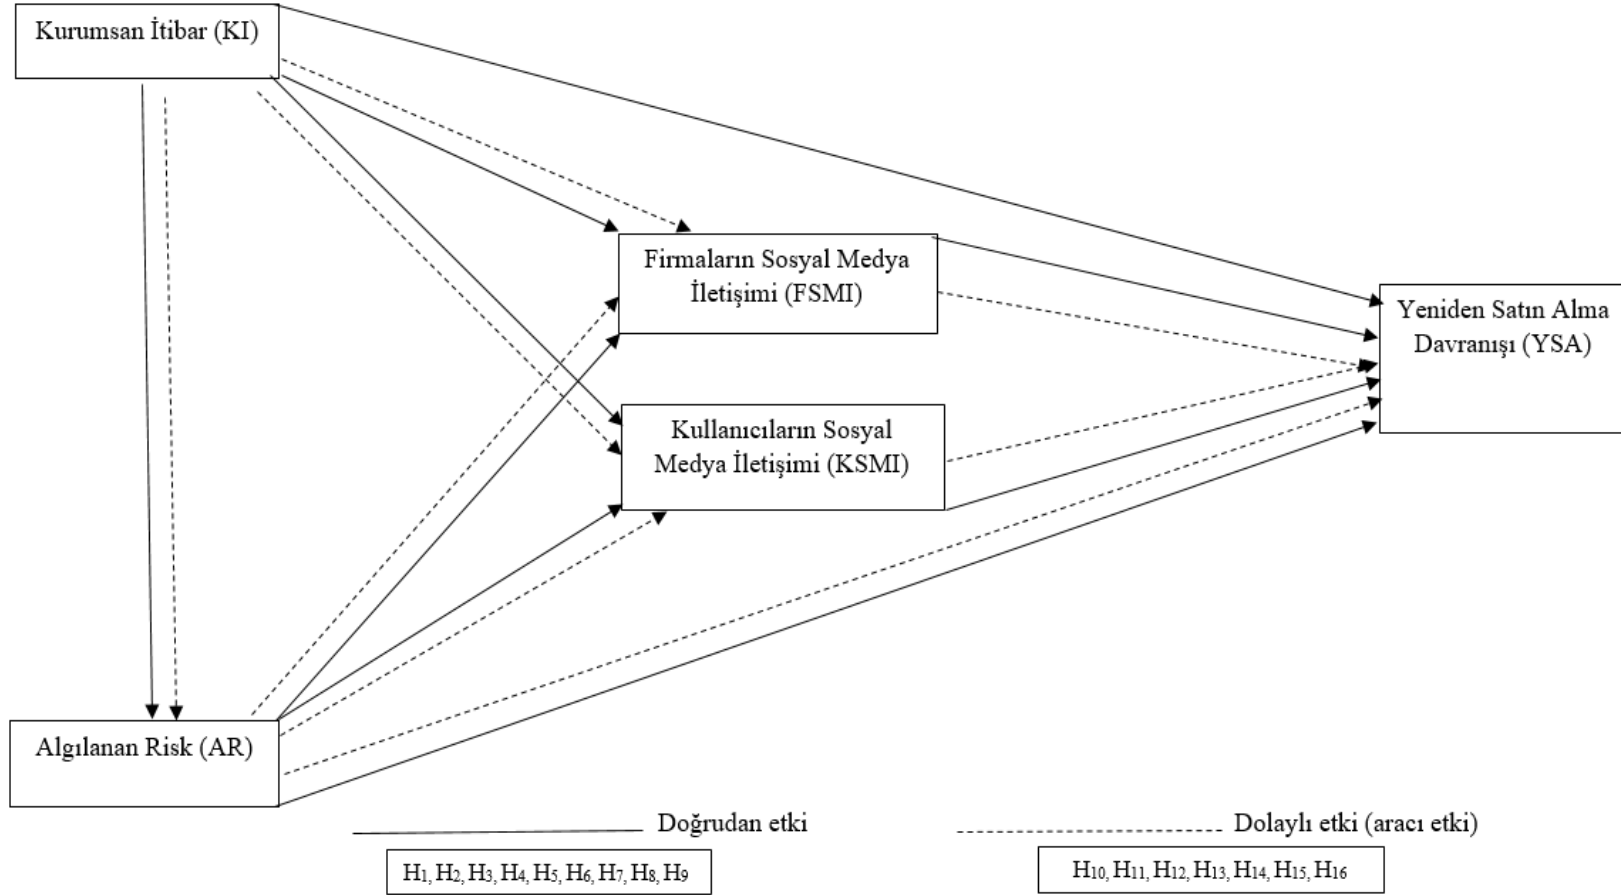 Kurumsan İtibar (KI)
Firmaların Sosyal Medya
İletişimi (FSMI)
Yeniden Satın Alma
Davranışı (YSA)
Kullanıcıların Sosyal
Medya İletişimi (KSMI)
Algılanan Risk (AR)
Doğrudan etki
Dolaylı etki (aracı etki)
H1, H2, H3, H4, H5, H6, H7, H8, H9
H10, H11, H12, H13, H14, H15, H16